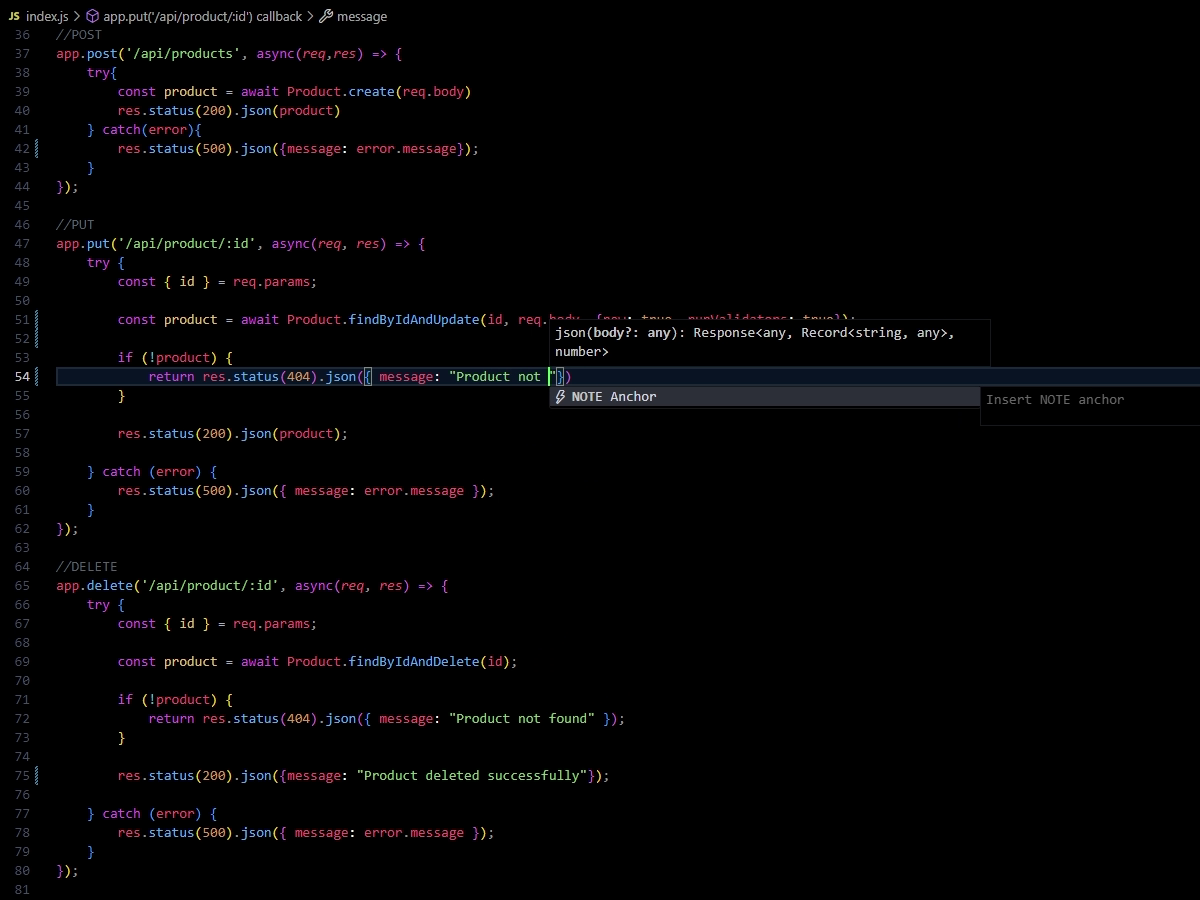 JS index.js > app.put('/api/product/:id') callback > message
36 //POST
37 app.post('/api/products', async(req,res) => {
38 try{
39 const product = await Product.create(req.body)
40 res.status(200).json(product)
41 } catch(error){
42 res.status(500).json({message: error.message});
43 }
44 });
45
46 //PUT
47 app.put('/api/product/:id', async(req, res) => {
48 try {
49 const { id } = req.params;
50
51 const product = await Product.findByIdAndUpdate(id, req.body, {new: true, runValidators: true});
json(body?: any): Response<any, Record<string, any>,
52
number>
53 if (!product) {
54 return res.status(404).json({ message: "Product not "})
55 }
NOTE Anchor
Insert NOTE anchor
56
57 res.status(200).json(product);
58
59 } catch (error) {
60 res.status(500).json({ message: error.message });
61 }
62 });
63
64 //DELETE
65 app.delete('/api/product/:id', async(req, res) => {
66 try {
67 const { id } = req.params;
68
69 const product = await Product.findByIdAndDelete(id);
70
71 if (!product) {
72 return res.status(404).json({ message: "Product not found" });
73 }
74
75 res.status(200).json({message: "Product deleted successfully"});
76
77 } catch (error) {
78 res.status(500).json({ message: error.message });
79 }
80 });
81